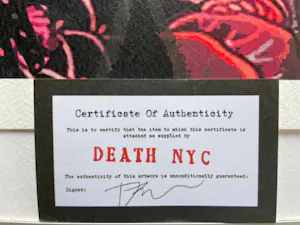 Certificate Of Authenticity
This is to certify that the item to which this certificate is
attached as supplied by
DEATH NYC
The authenticity of this artwork is unconditionally guaranteed.
Signed: